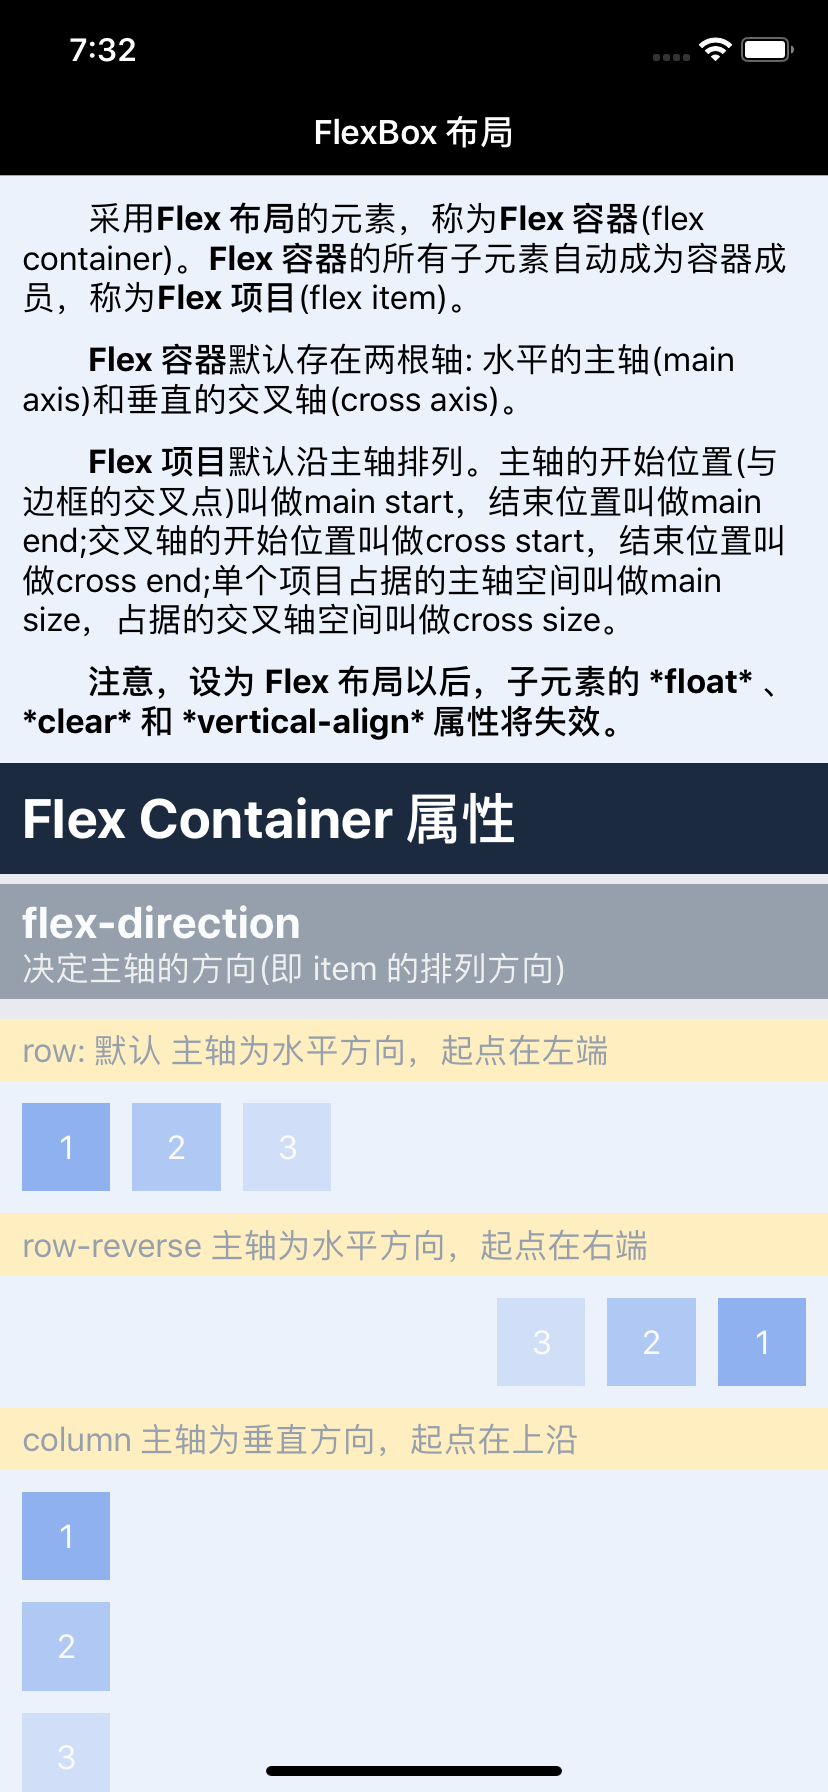 7:32
FlexBox 布局
采用Flex 布局的元素，称为Flex 容器(flex
container)。Flex 容器的所有子元素自动成为容器成
员，称为Flex 项目(flex item)。
Flex 容器默认存在两根轴: 水平的主轴(main
axis)和垂直的交叉轴(cross axis)。
Flex 项目默认沿主轴排列。主轴的开始位置(与
边框的交叉点)叫做main start，结束位置叫做main
end;交叉轴的开始位置叫做cross start，结束位置叫
做cross end;单个项目占据的主轴空间叫做main
size，占据的交叉轴空间叫做cross size。
注意，设为 Flex 布局以后，子元素的 *float* 、
*clear* 和 *vertical-align* 属性将失效。
Flex Container 属性
flex-direction
决定主轴的方向(即 item 的排列方向)
row: 默认 主轴为水平方向，起点在左端
1 2 3
row-reverse 主轴为水平方向，起点在右端
3 2 1
column 主轴为垂直方向，起点在上沿
1
2
3